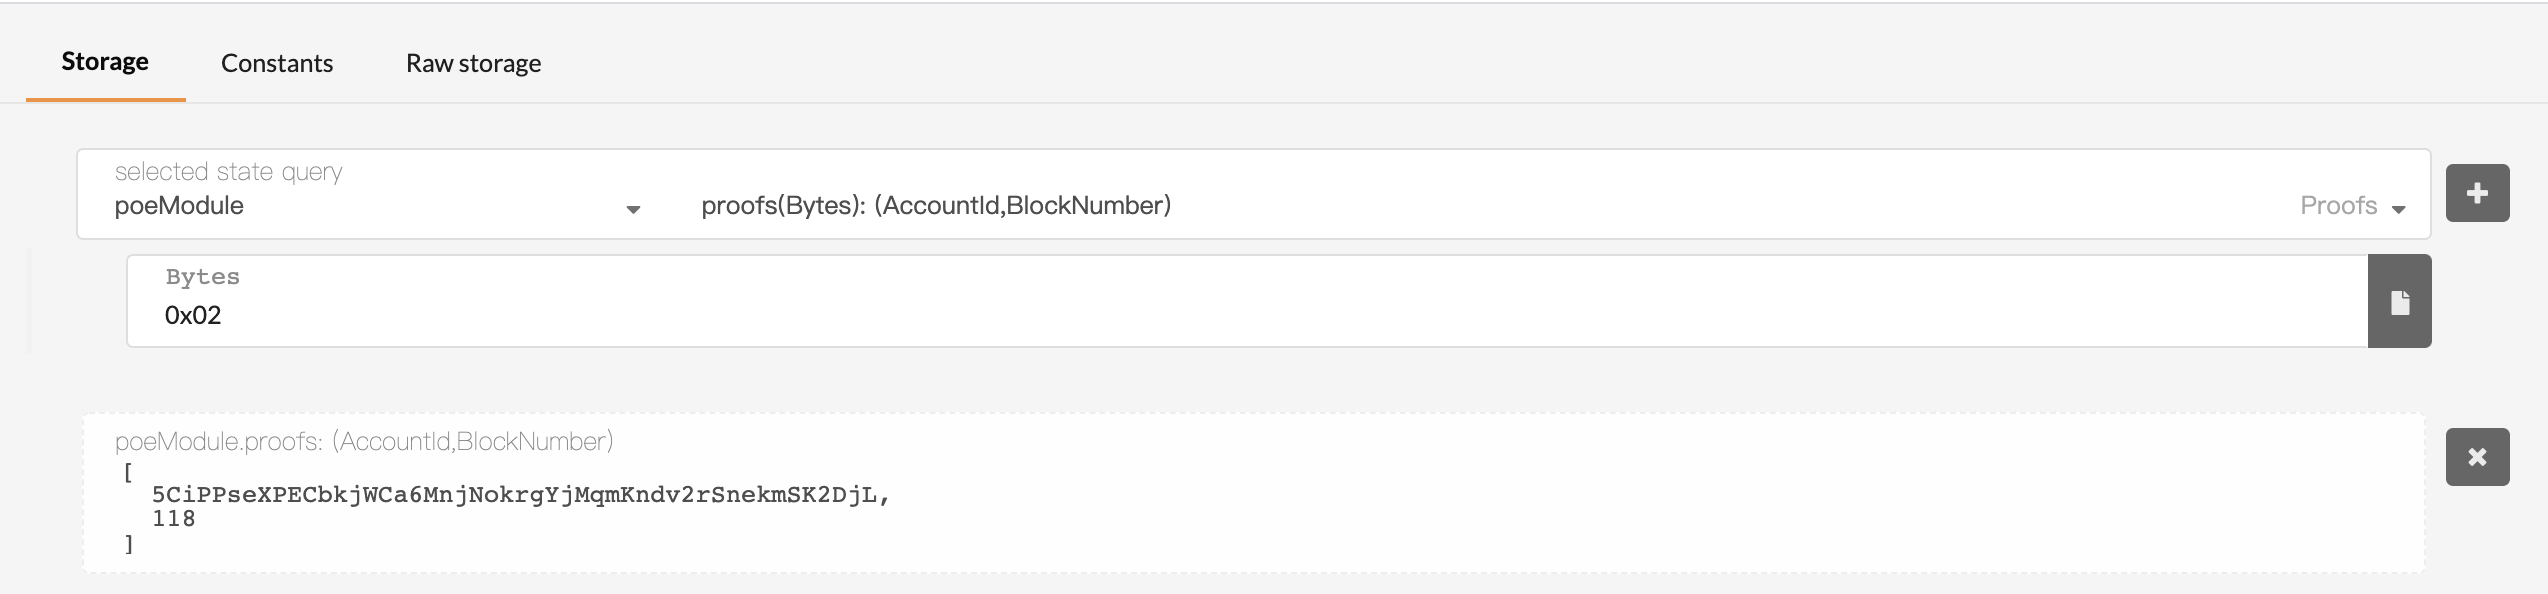 Storage Constants Raw storage
selected state query
poeModule proofs(Bytes): (AccountId,BlockNumber) Proofs
Bytes
0x02
poeModule.proofs: (AccountId,BlockNumber)
[
5CiPPseXPECbkjWCa6MnjNokrgYjMqmKndv2rSnekmSK2DjL,
118
]